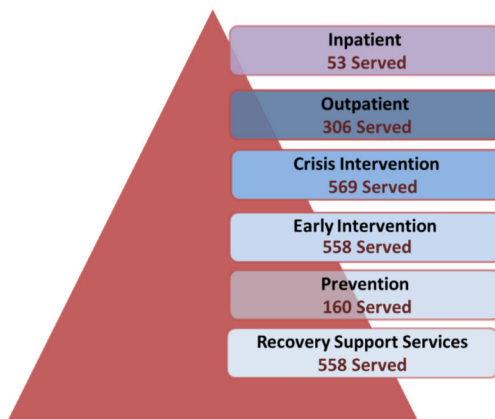 Inpatient
53 Served
Outpatient
306 Served
Crisis Intervention
569 Served
Early Intervention
558 Served
Prevention
160 Served
Recovery Support Services
558 Served